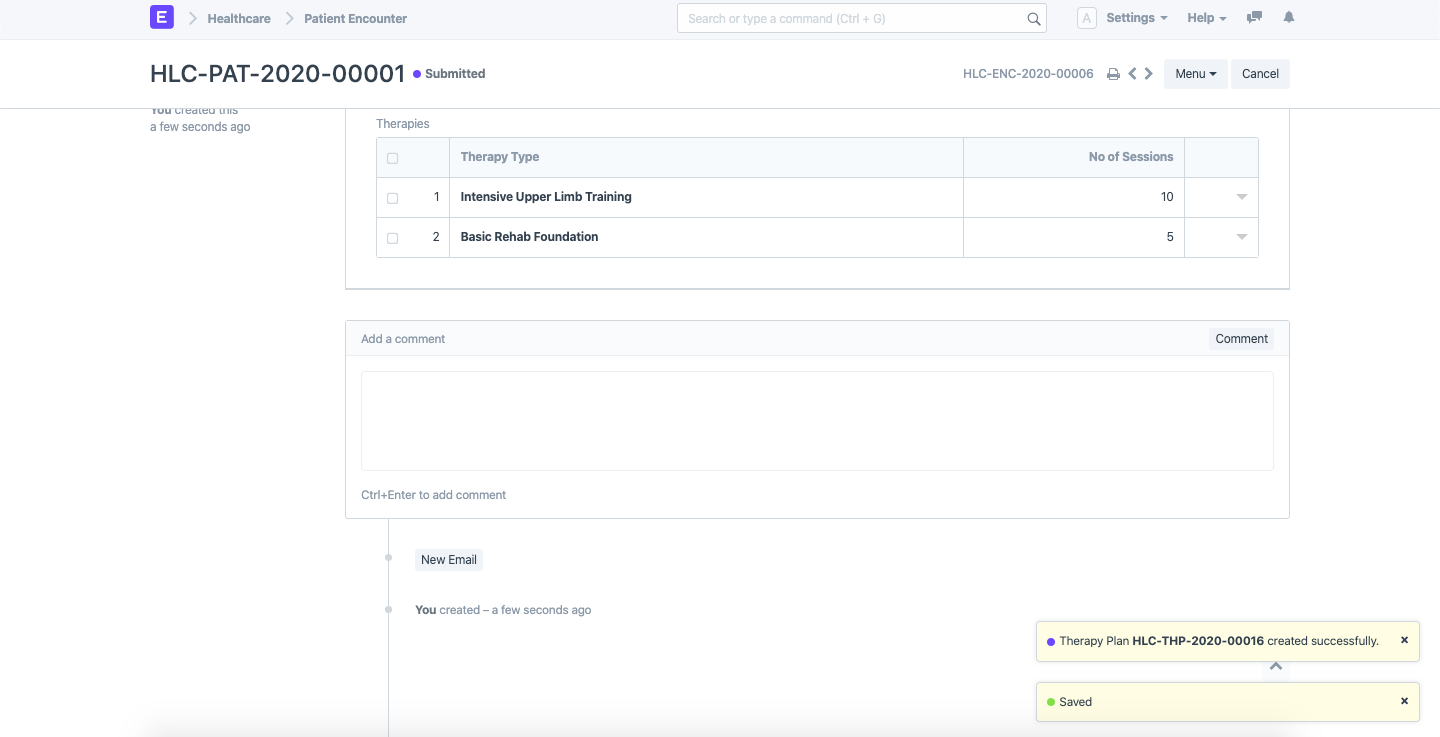 E Healthcare Patient Encounter Search or type a command (Ctrl + G) A Settings Help
HLC-PAT-2020-00001 Submitted HLC-ENC-2020-00006 Menu Cancel
You created this
a few seconds ago
Therapies
Therapy Type No of Sessions
1 Intensive Upper Limb Training 10
2 Basic Rehab Foundation 5
Add a comment Comment
Ctrl+Enter to add comment
New Email
You created – a few seconds ago
Therapy Plan HLC-THP-2020-00016 created successfully. ×
Saved ×